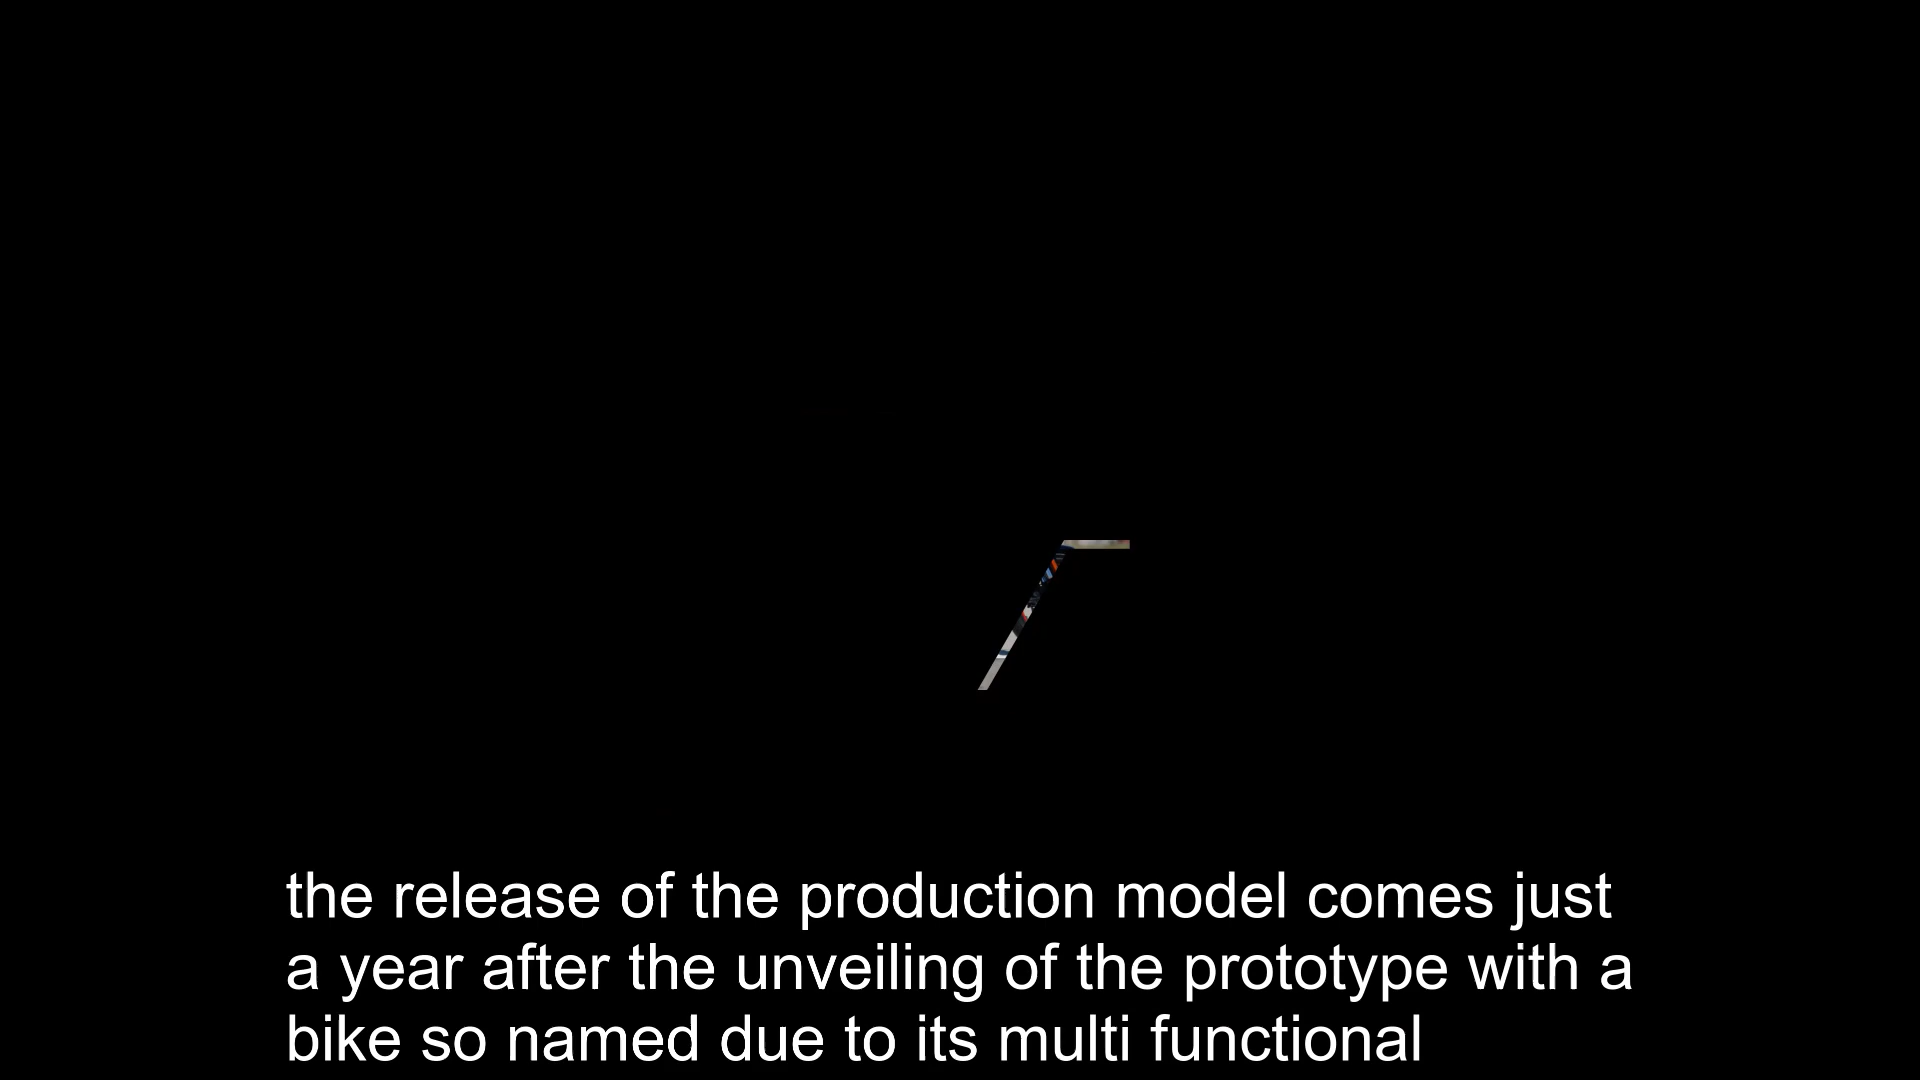 the release of the production model comes just
a year after the unveiling of the prototype with a
bike so named due to its multi functional